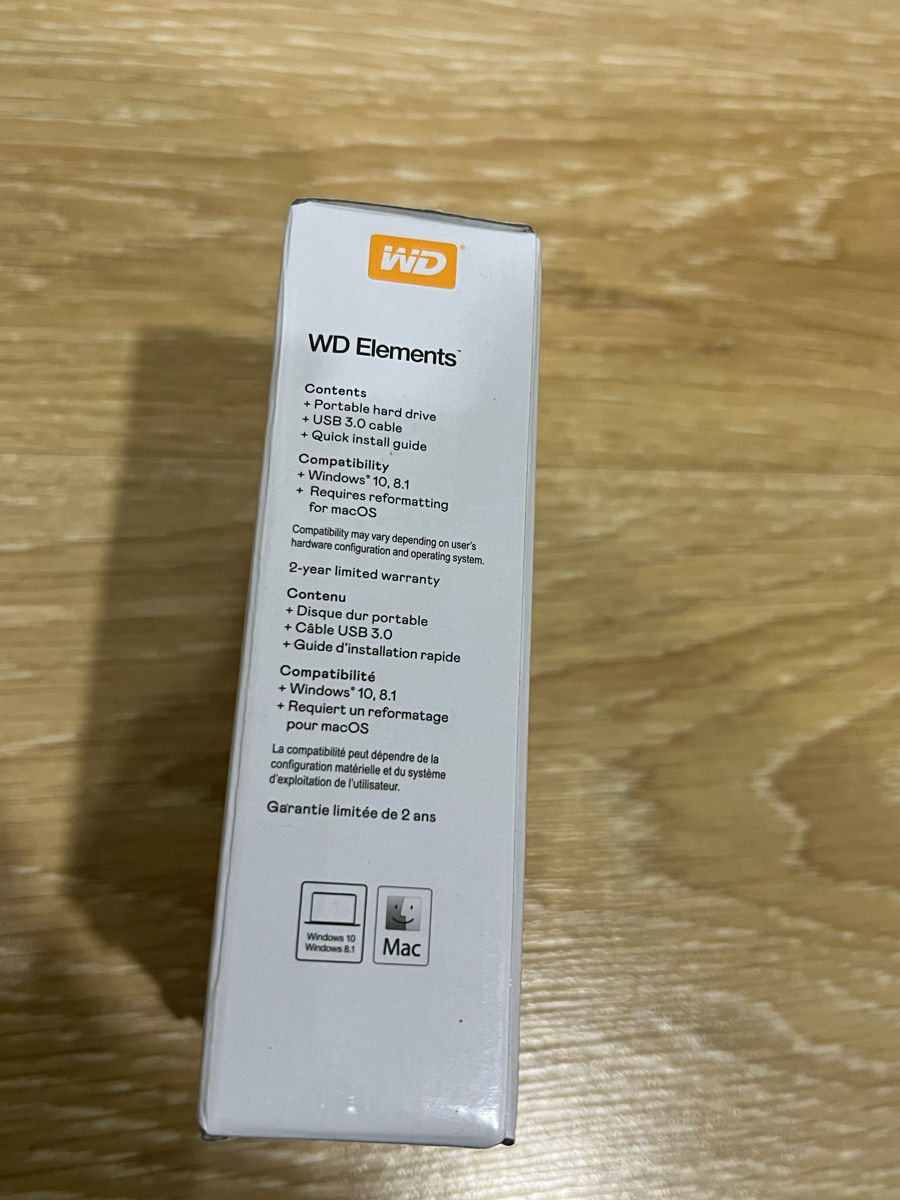 WD®
WD Elements™
Contents
+ Portable hard drive
+ USB 3.0 cable
+ Quick install guide
Compatibility
+ Windows® 10, 8.1
+ Requires reformatting
for macOS
Compatibility may vary depending on user's
hardware configuration and operating system.
2-year limited warranty
Contenu
+ Disque dur portable
+ Câble USB 3.0
+ Guide d'installation rapide
Compatibilité
+ Windows® 10, 8.1
+ Requiert un reformatage
pour macOS
La compatibilité peut dépendre de la
configuration matérielle et du système
d'exploitation de l'utilisateur.
Garantie limitée de 2 ans
Windows 10
Windows 8.1
Mac